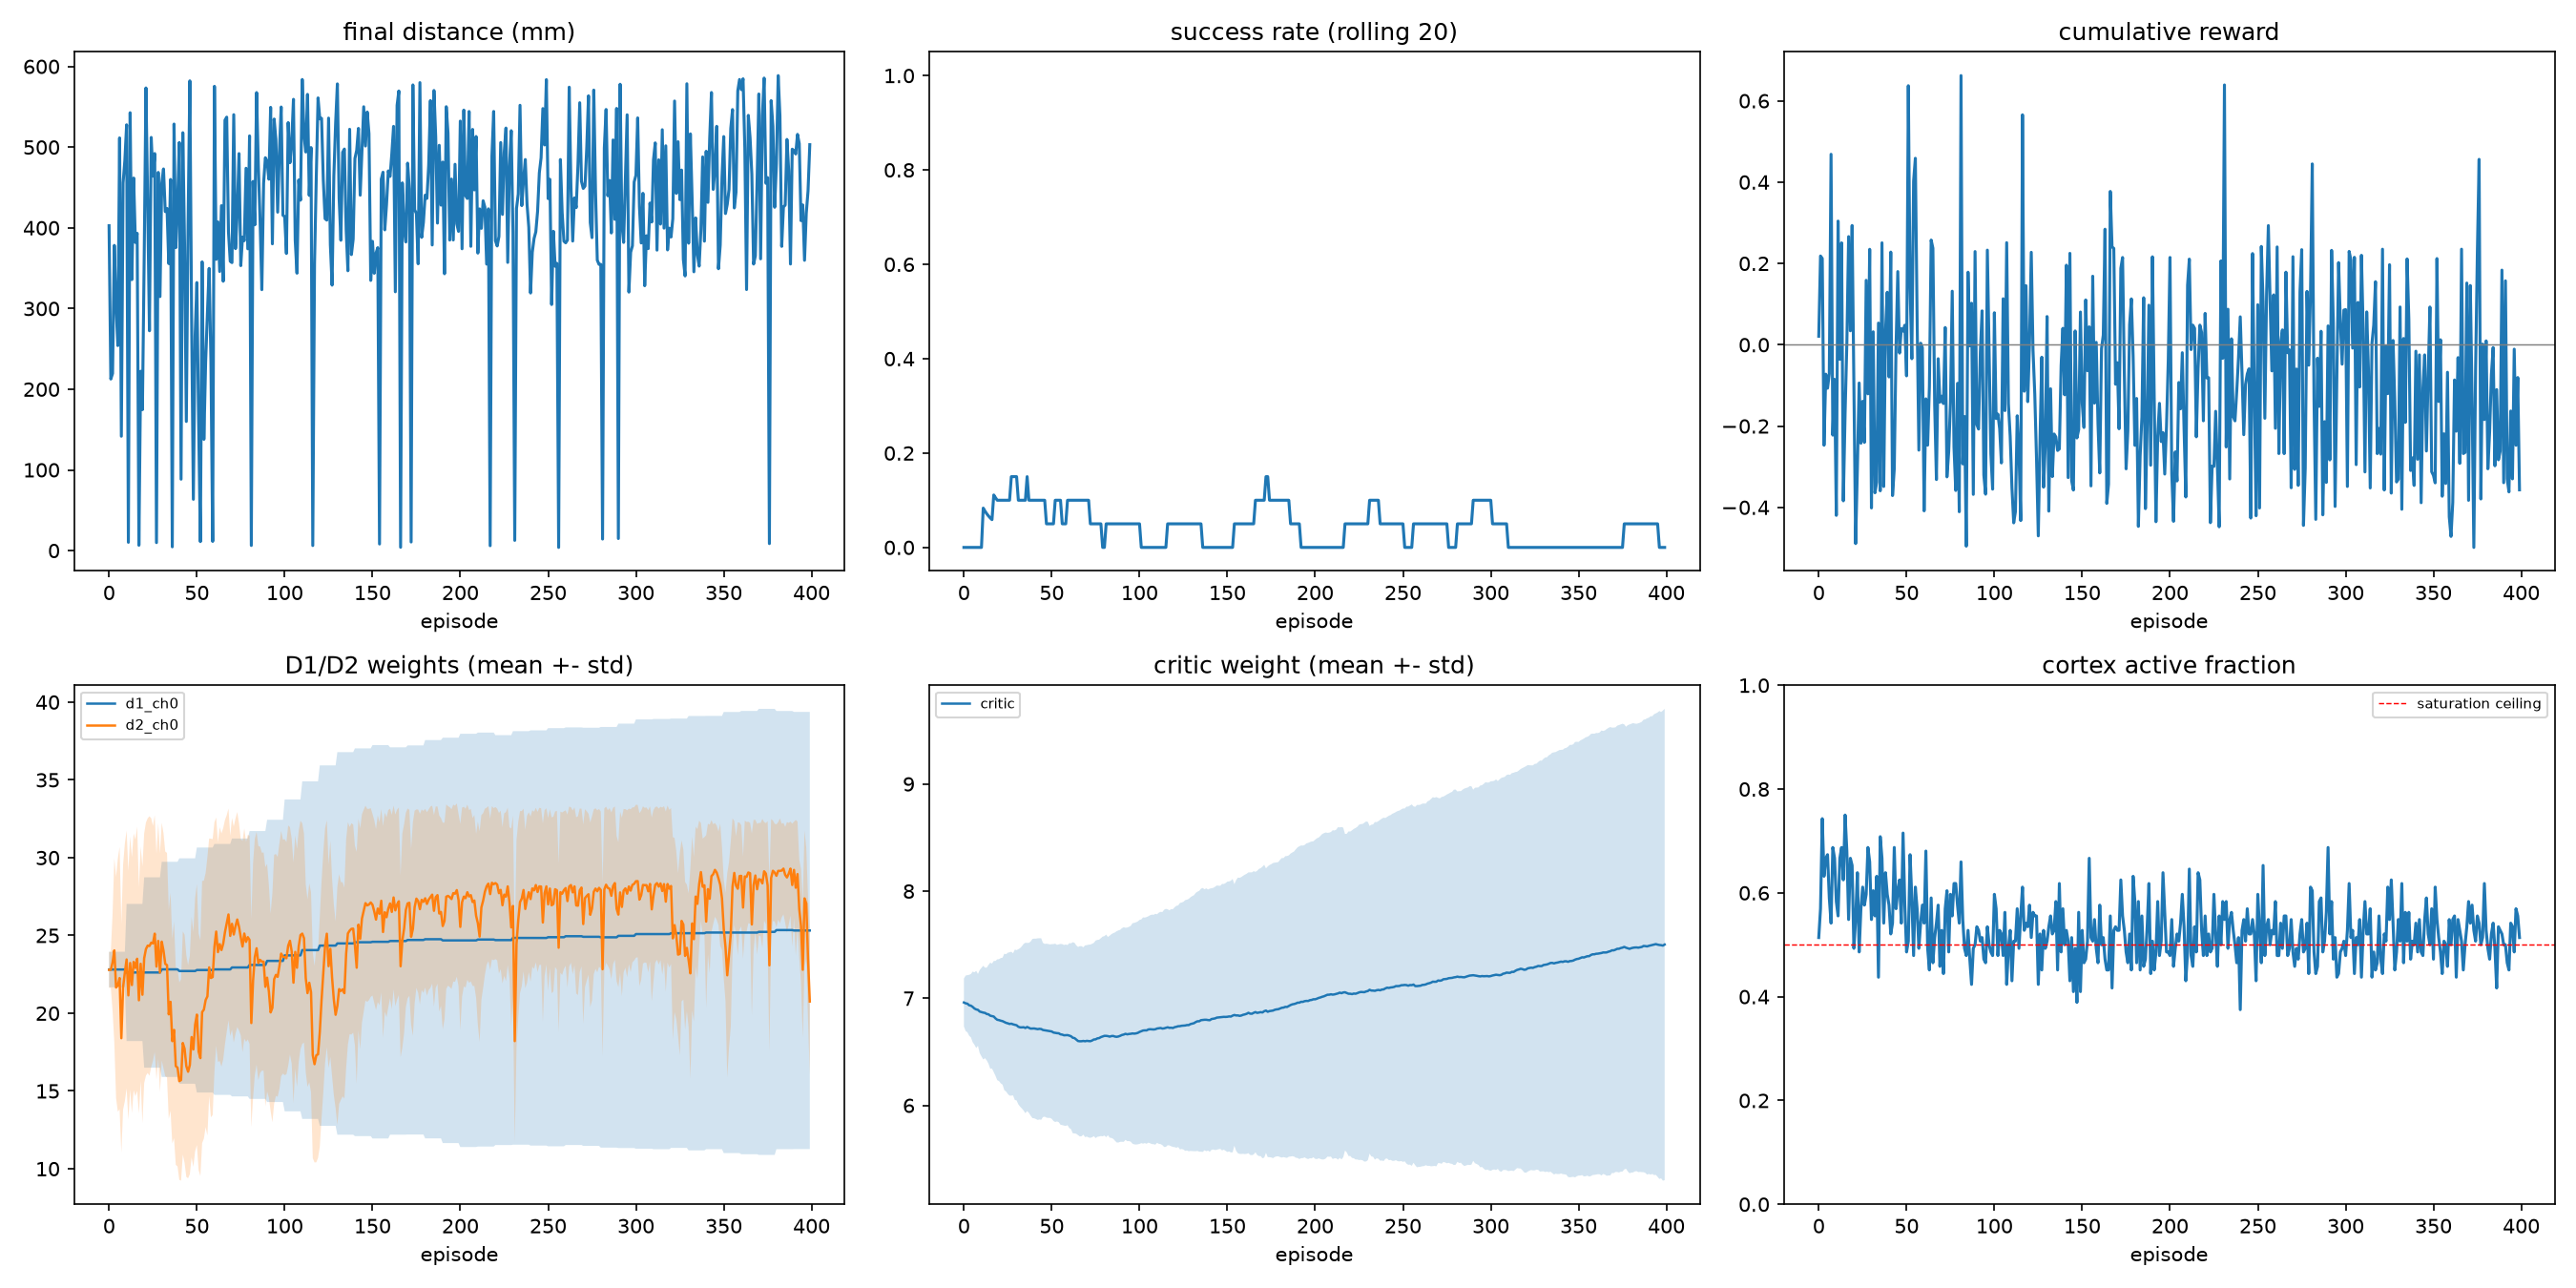 final distance (mm)
600
500
400
300
200
100
0
0 50 100 150 200 250 300 350 400
episode
success rate (rolling 20)
1.0
0.8
0.6
0.4
0.2
0.0
0 50 100 150 200 250 300 350 400
episode
cumulative reward
0.6
0.4
0.2
0.0
−0.2
−0.4
0 50 100 150 200 250 300 350 400
episode
D1/D2 weights (mean +- std)
d1_ch0
d2_ch0
40
35
30
25
20
15
10
0 50 100 150 200 250 300 350 400
episode
critic weight (mean +- std)
critic
9
8
7
6
0 50 100 150 200 250 300 350 400
episode
cortex active fraction
saturation ceiling
1.0
0.8
0.6
0.4
0.2
0.0
0 50 100 150 200 250 300 350 400
episode